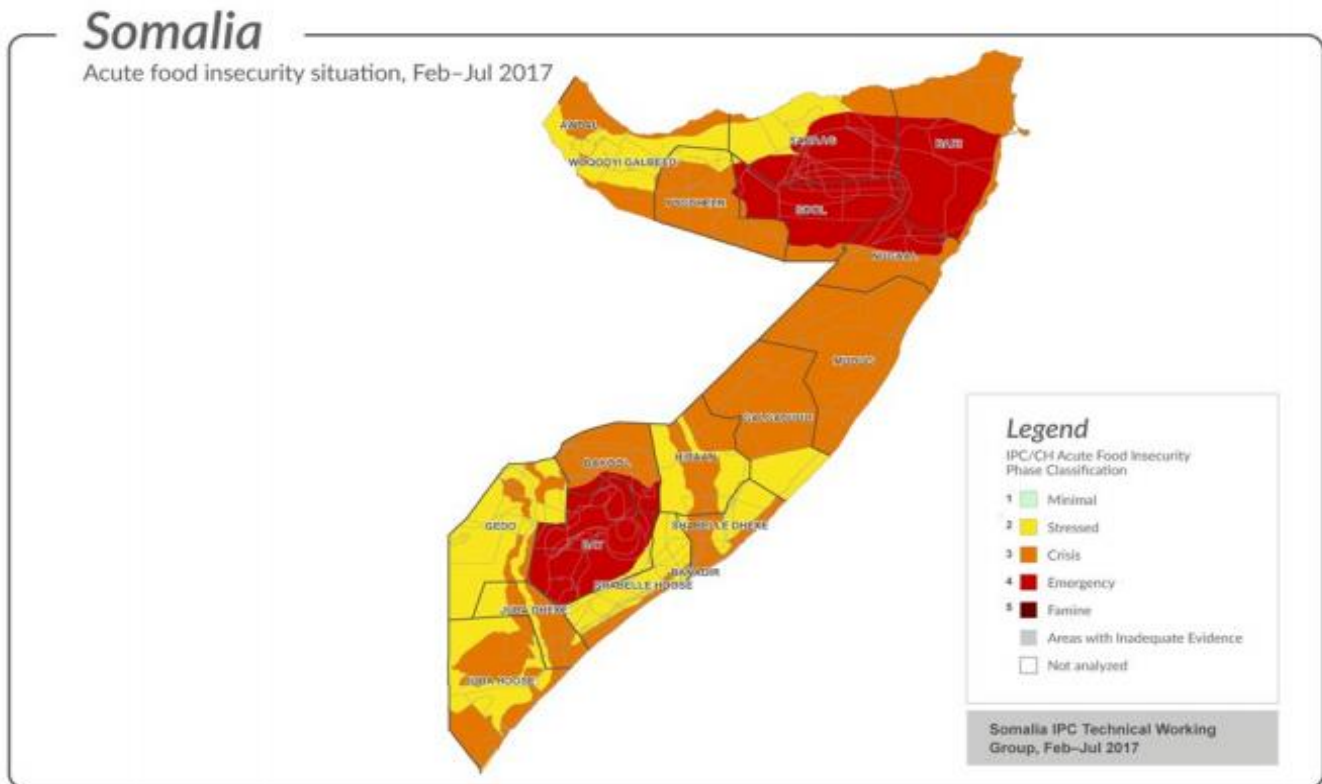 Somalia
Acute food insecurity situation, Feb–Jul 2017
AWDAL
WOQOOYI GALBEED
SANAAG
BARI
TOGDHEER
SOOL
NUGAAL
MUDUG
GALGADUUD
BAKOOL
HIRAAN
GEDO
BAY
SHABELLE DHEXE
BANADIR
SHABELLE HOOSE
JUBA DHEXE
JUBA HOOSE
Legend
IPC/CH Acute Food Insecurity
Phase Classification
1 Minimal
2 Stressed
3 Crisis
4 Emergency
5 Famine
Areas with Inadequate Evidence
Not analyzed
Somalia IPC Technical Working
Group, Feb–Jul 2017